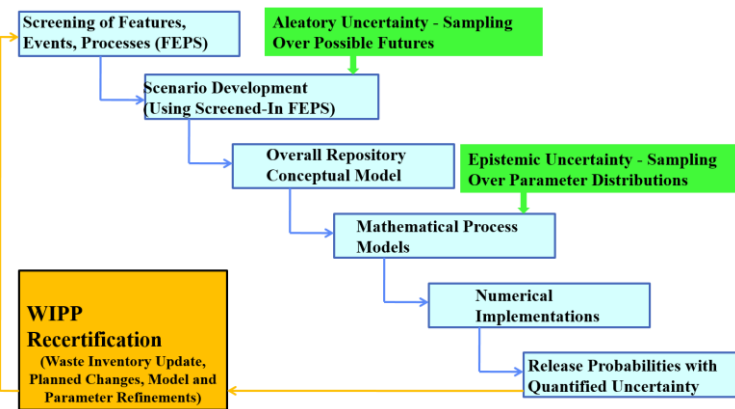 Screening of Features,
Events, Processes (FEPS)
Aleatory Uncertainty - Sampling
Over Possible Futures
Scenario Development
(Using Screened-In FEPS)
Overall Repository
Conceptual Model
Epistemic Uncertainty - Sampling
Over Parameter Distributions
Mathematical Process
Models
Numerical
Implementations
WIPP
Recertification
(Waste Inventory Update,
Planned Changes, Model and
Parameter Refinements)
Release Probabilities with
Quantified Uncertainty